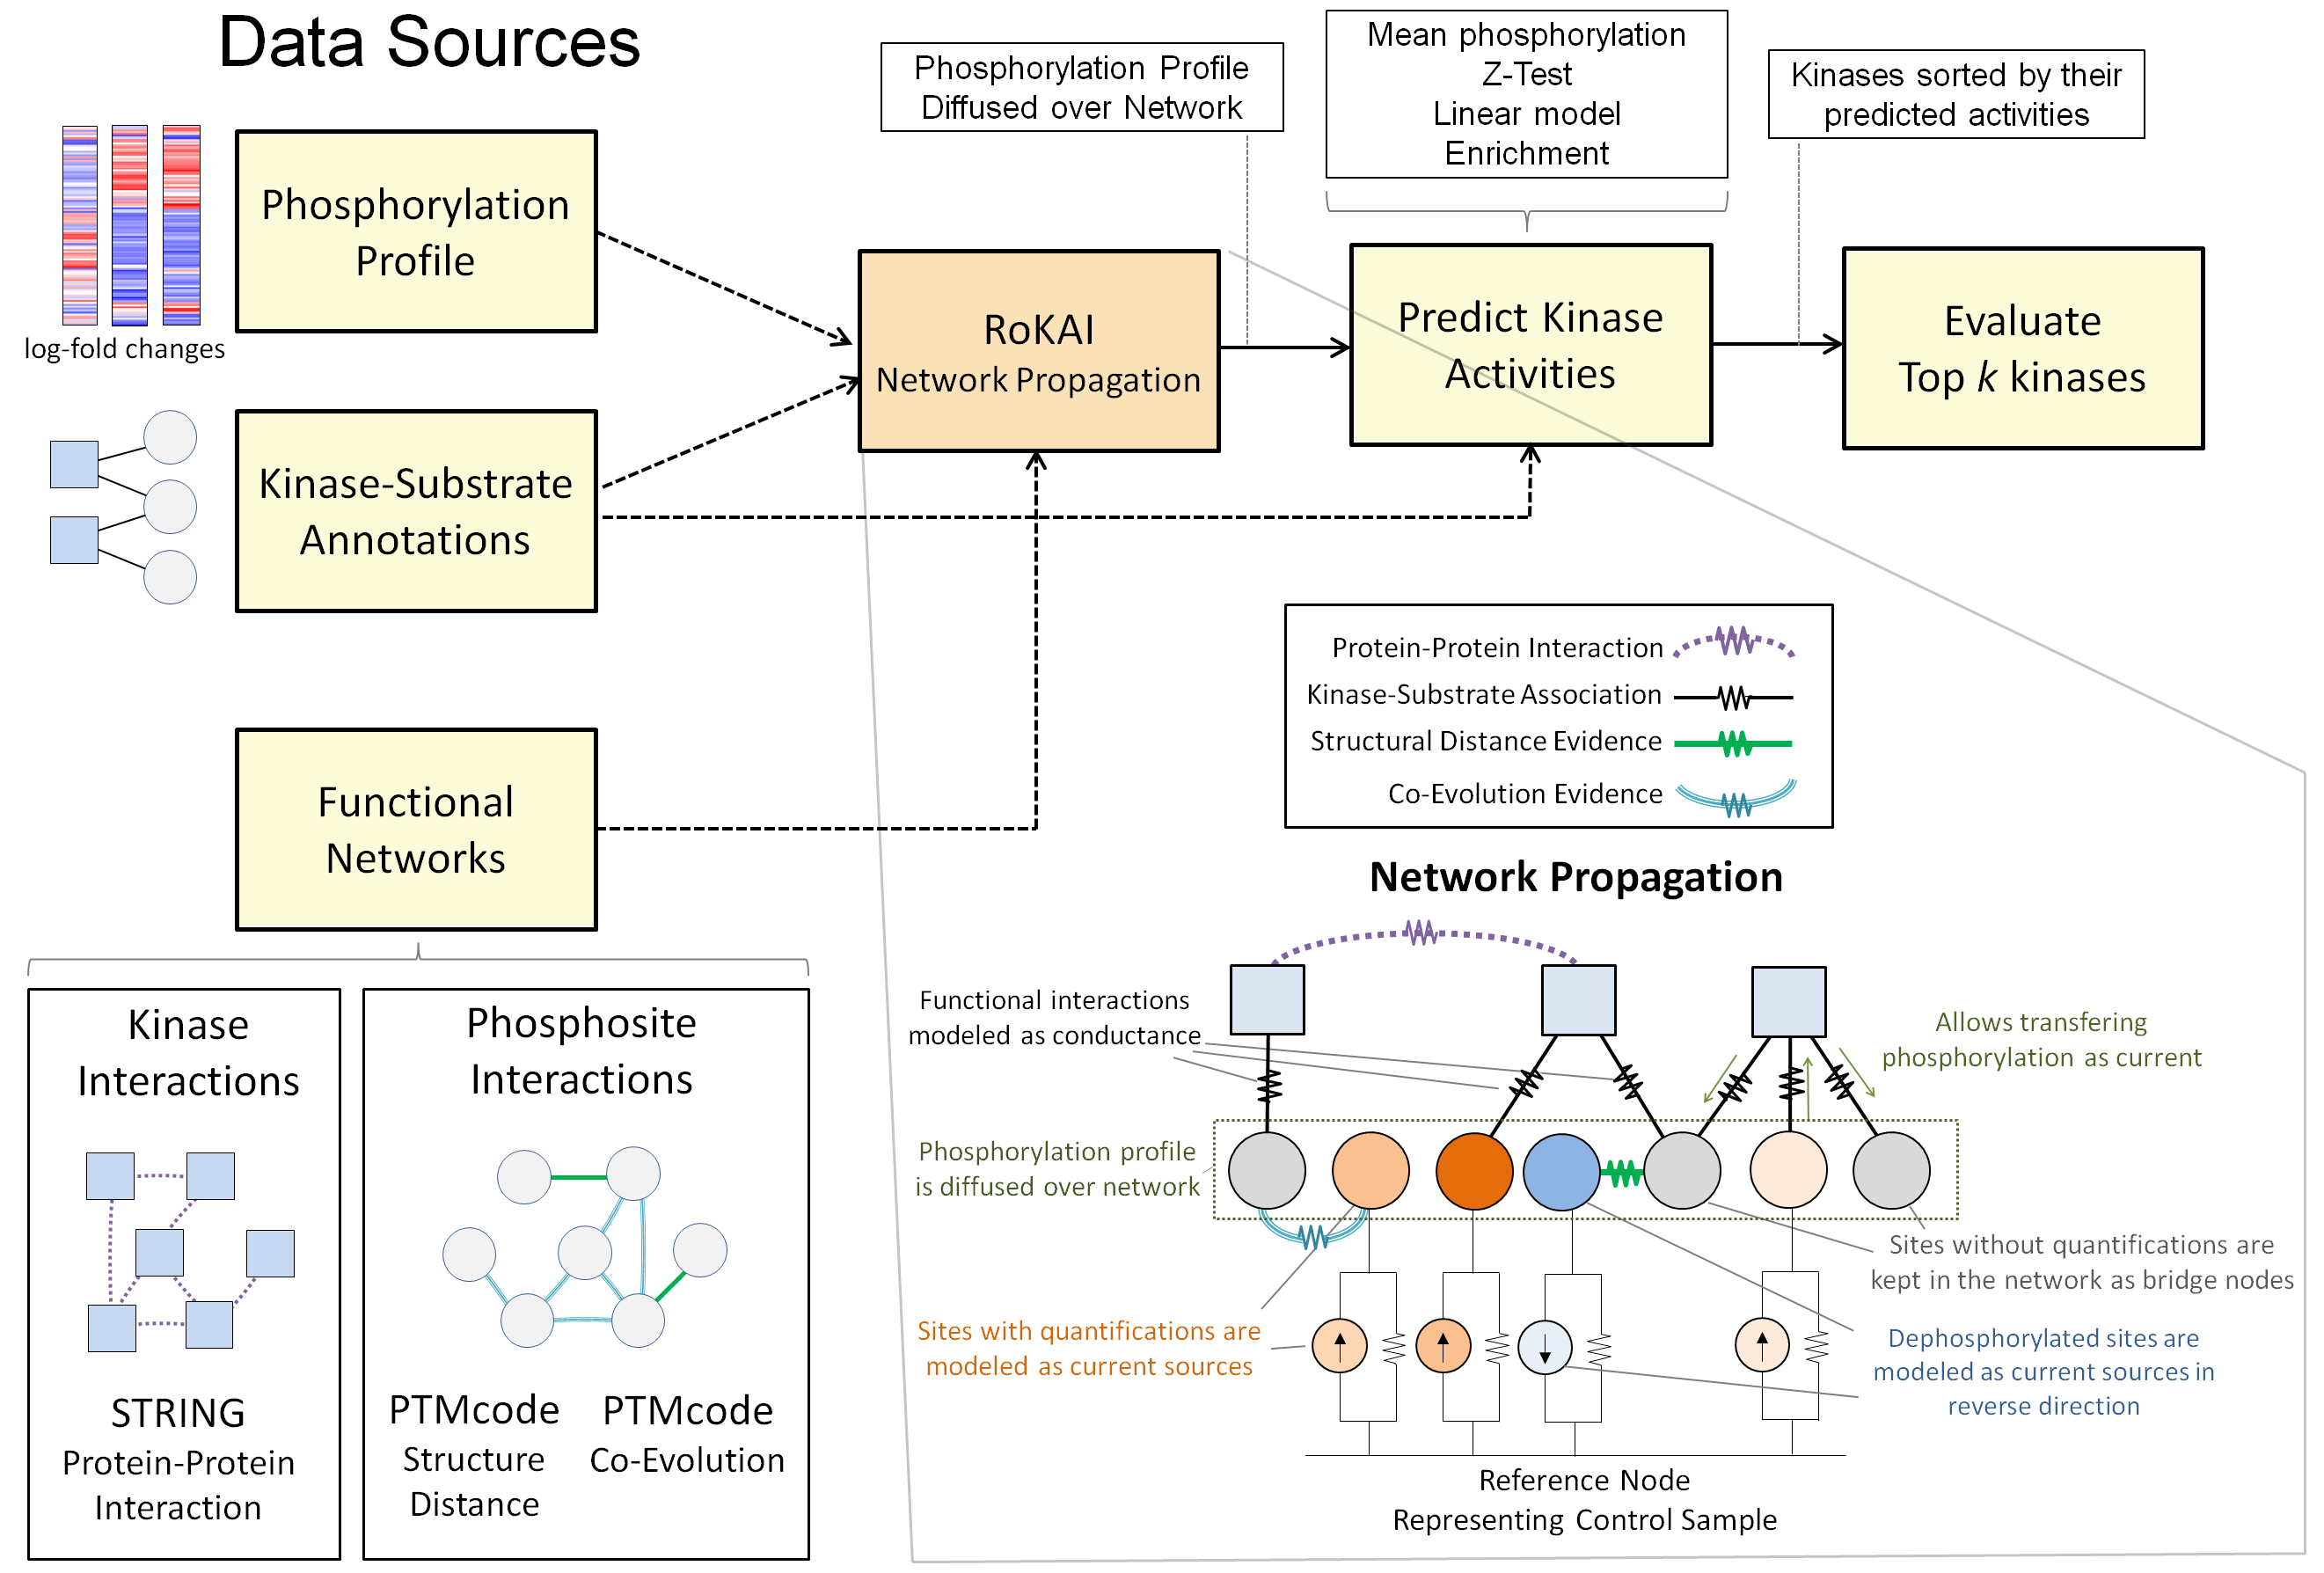 Data Sources
Phosphorylation
Profile
log-fold changes
Kinase-Substrate
Annotations
Functional
Networks
Kinase
Interactions
STRING
Protein-Protein
Interaction
Phosphosite
Interactions
PTMcode
Structure
Distance
PTMcode
Co-Evolution
Phosphorylation Profile
Diffused over Network
RoKAI
Network Propagation
Mean phosphorylation
Z-Test
Linear model
Enrichment
Predict Kinase
Activities
Kinases sorted by their
predicted activities
Evaluate
Top k kinases
Protein-Protein Interaction
Kinase-Substrate Association
Structural Distance Evidence
Co-Evolution Evidence
Network Propagation
Functional interactions
modeled as conductance
Allows transfering
phosphorylation as current
Phosphorylation profile
is diffused over network
Sites without quantifications are
kept in the network as bridge nodes
Sites with quantifications are
modeled as current sources
Dephosphorylated sites are
modeled as current sources in
reverse direction
Reference Node
Representing Control Sample